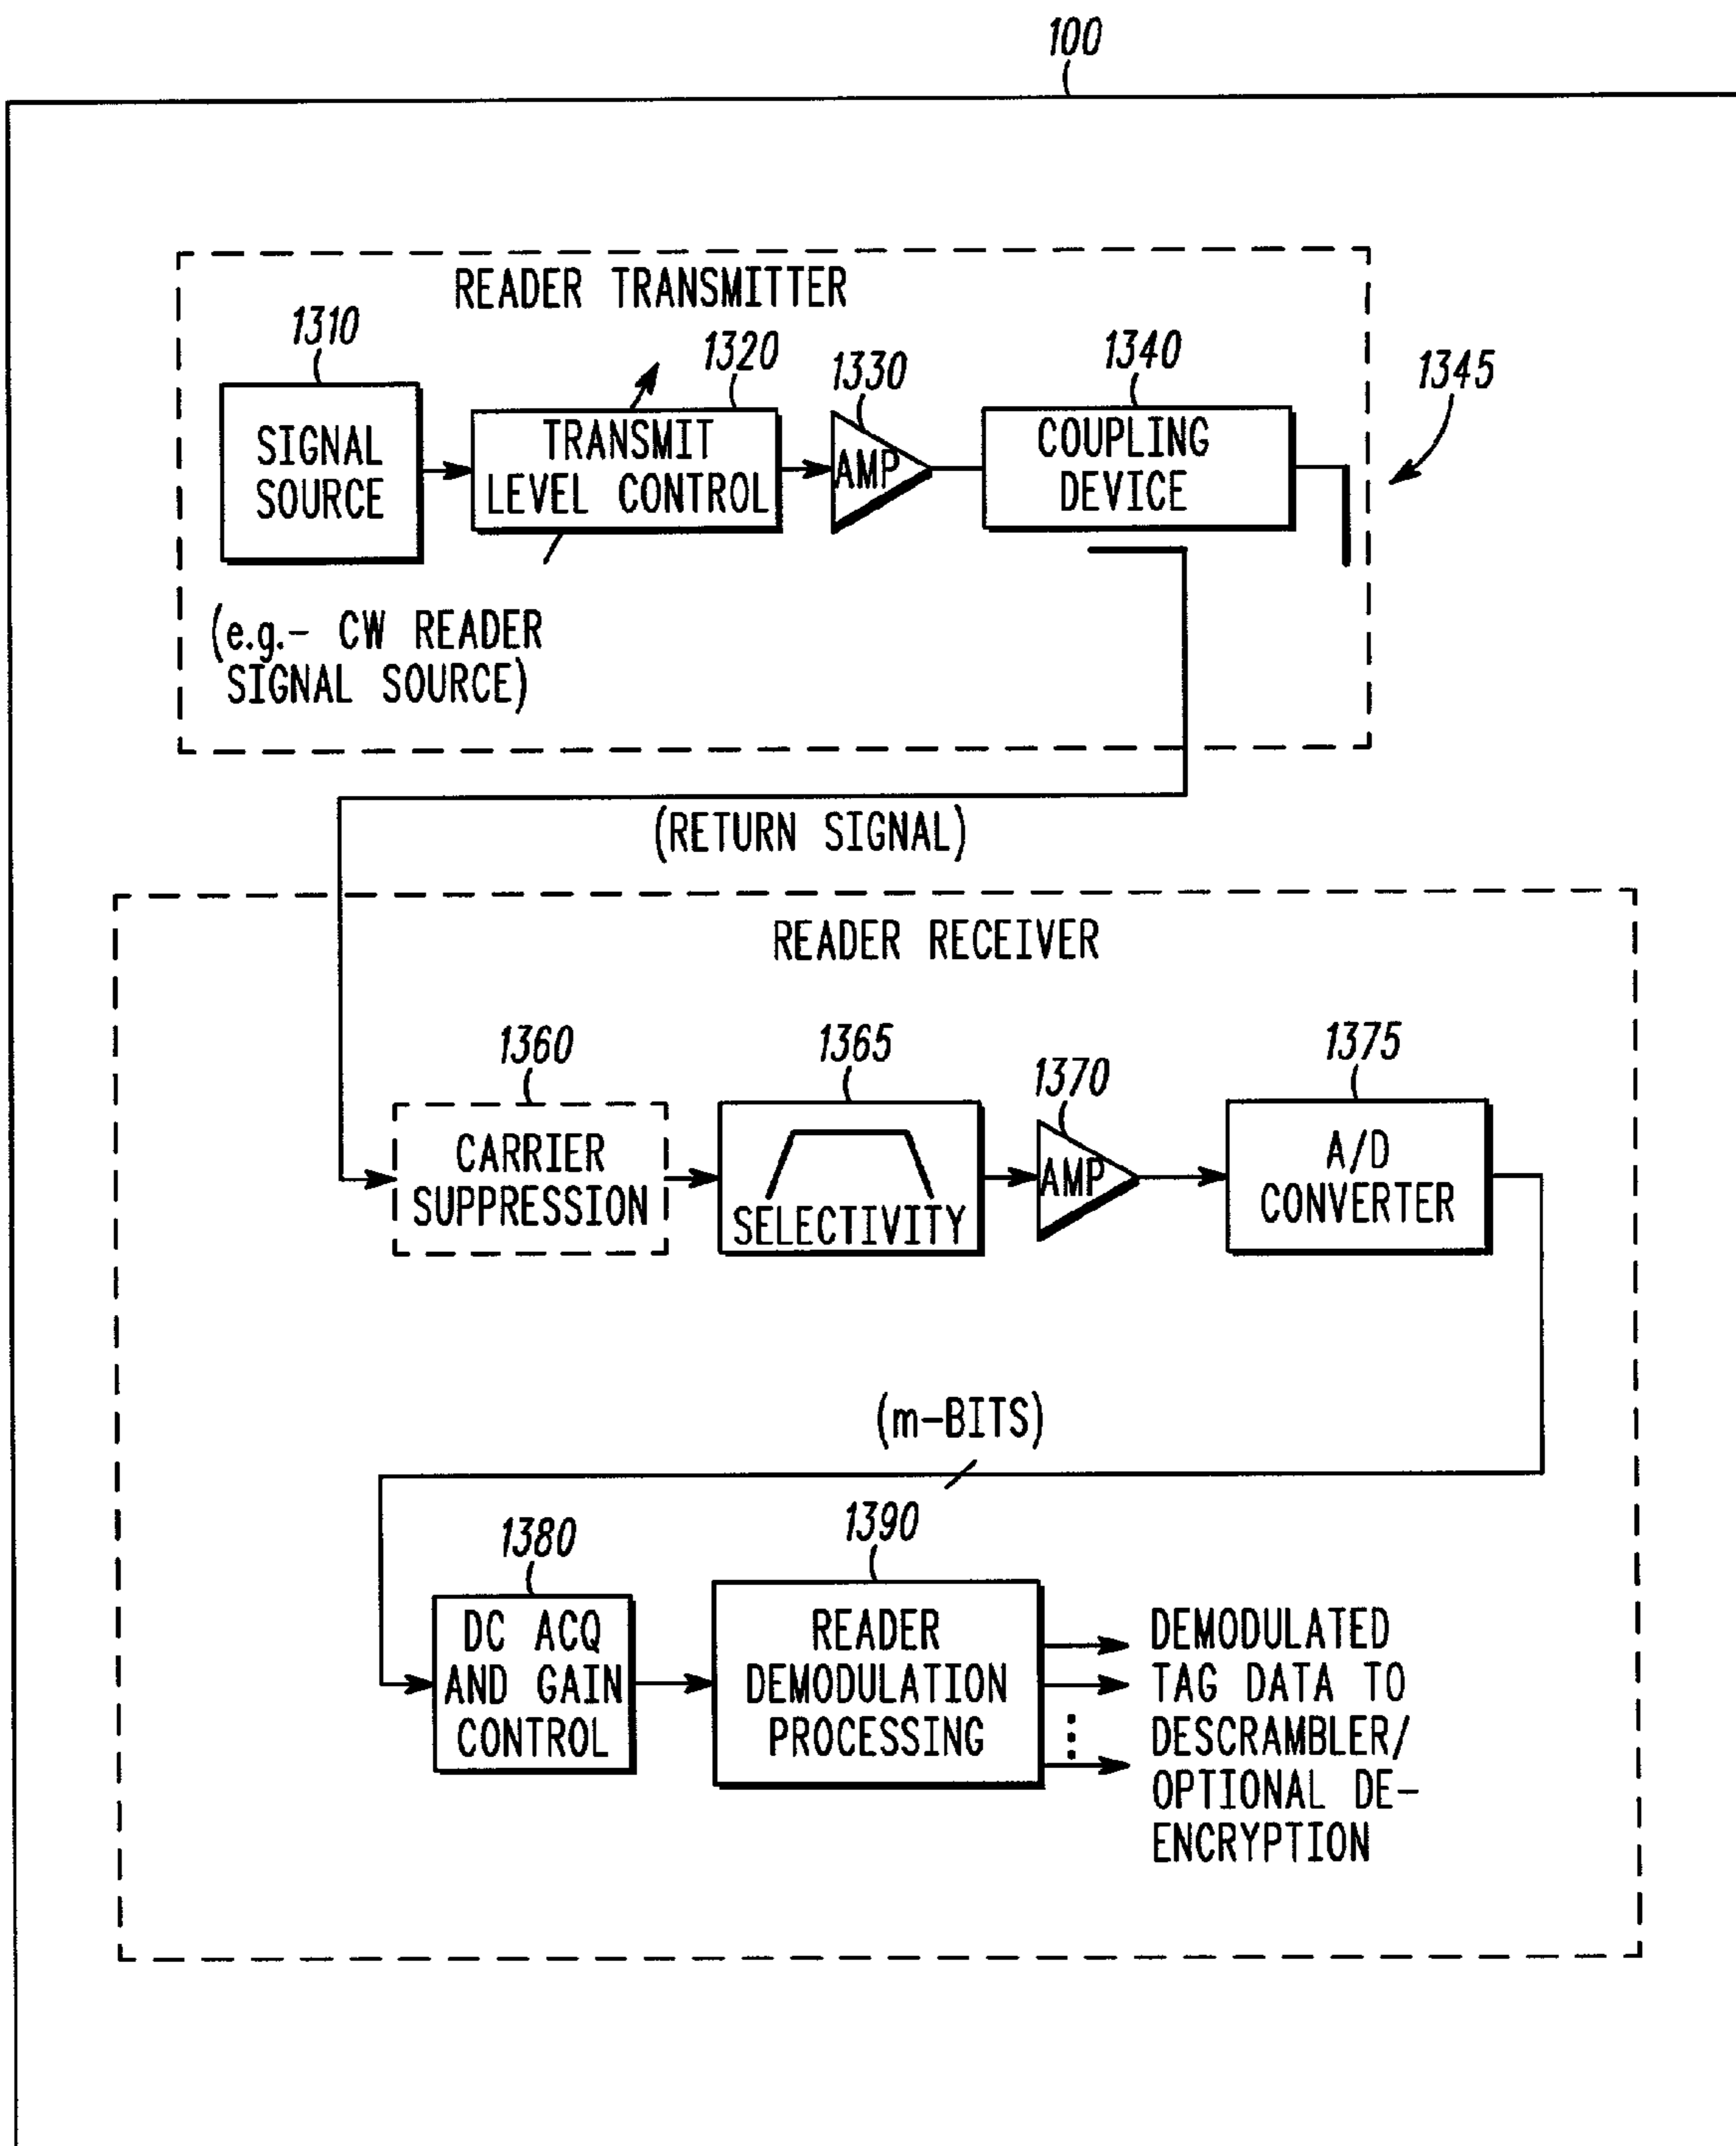 100
READER TRANSMITTER
1310
1320
1330
1340
1345
SIGNAL
SOURCE
TRANSMIT
LEVEL CONTROL
AMP
COUPLING
DEVICE
(e.g.- CW READER
SIGNAL SOURCE)
(RETURN SIGNAL)
READER RECEIVER
1360
1365
1370
1375
CARRIER
SUPPRESSION
SELECTIVITY
AMP
A/D
CONVERTER
(m-BITS)
1380
1390
DC ACQ
AND GAIN
CONTROL
READER
DEMODULATION
PROCESSING
DEMODULATED
TAG DATA TO
DESCRAMBLER/
OPTIONAL DE-
ENCRYPTION